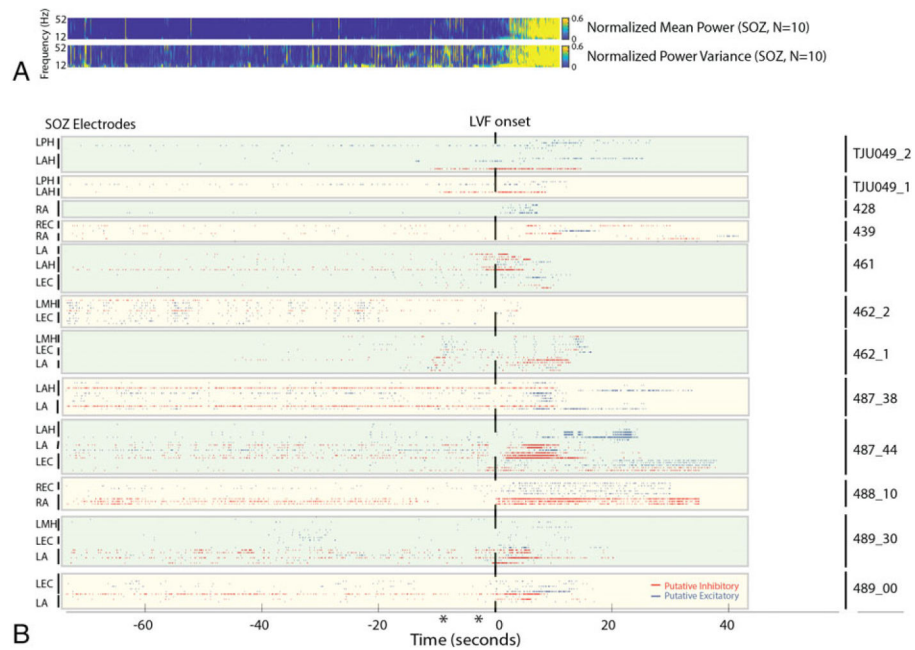 52
12
52
12
Frequency (Hz)
0.6
0
0.6
0
Normalized Mean Power (SOZ, N=10)
Normalized Power Variance (SOZ, N=10)
A
SOZ Electrodes
LVF onset
LPH
LAH
TJU049_2
LPH
LAH
TJU049_1
RA
428
REC
RA
439
LA
LAH
LEC
461
LMH
LEC
462_2
LMH
LEC
LA
462_1
LAH
LA
487_38
LAH
LA
LEC
487_44
REC
RA
488_10
LMH
LEC
LA
489_30
LEC
LA
489_00
Putative Inhibitory
Putative Excitatory
-60 -40 -20 * * 0 20 40
Time (seconds)
B